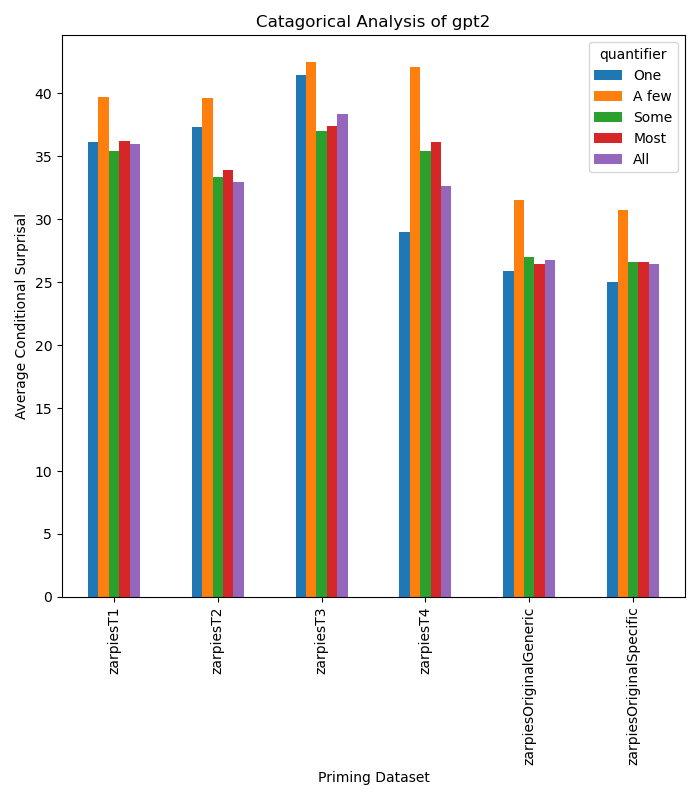 Catagorical Analysis of gpt2
quantifier
One
A few
Some
Most
All
Average Conditional Surprisal
40
35
30
25
20
15
10
5
0
zarpiesT1
zarpiesT2
zarpiesT3
zarpiesT4
zarpiesOriginalGeneric
zarpiesOriginalSpecific
Priming Dataset